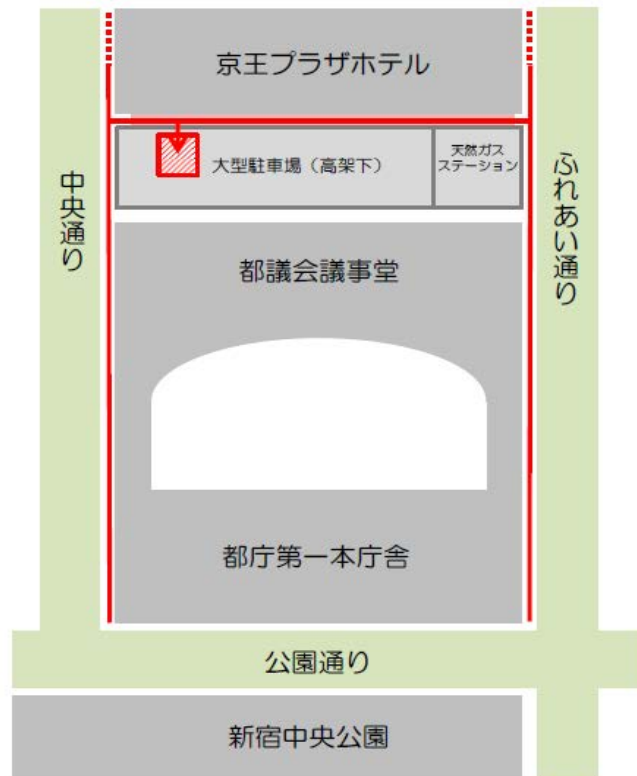 京王プラザホテル
大型駐車場（高架下）
天然ガス
ステーション
中央通り
ふれあい通り
都議会議事堂
都庁第一本庁舎
公園通り
新宿中央公園